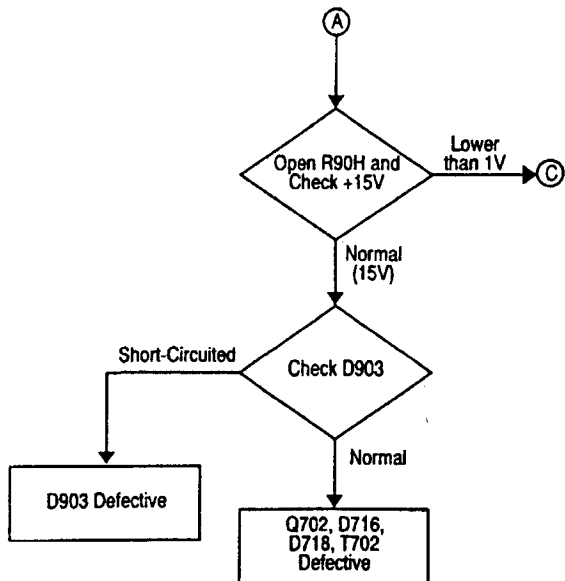 A
Open R90H and
Check +15V
Lower
than 1V
C
Normal
(15V)
Short-Circuited
Check D903
Normal
D903 Defective
Q702, D716,
D718, T702
Defective